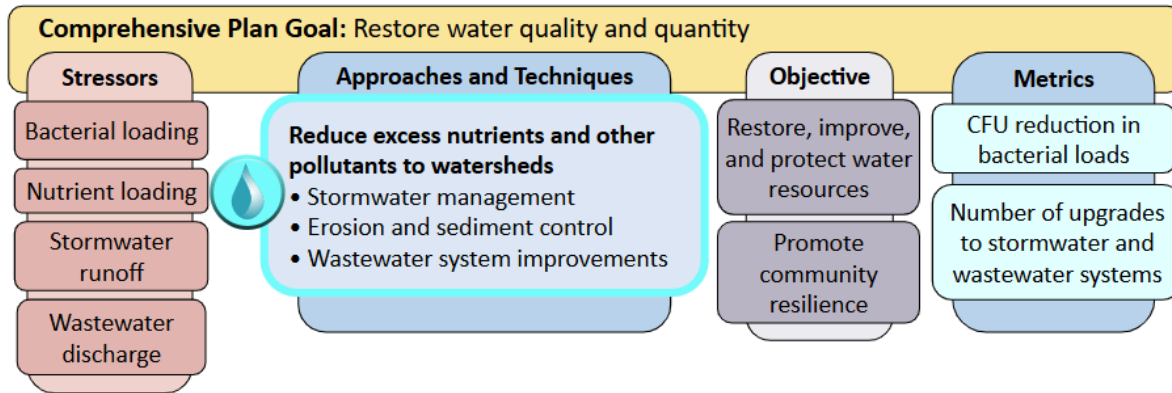 Comprehensive Plan Goal: Restore water quality and quantity
Stressors
Bacterial loading
Nutrient loading
Stormwater
runoff
Wastewater
discharge
Approaches and Techniques
Reduce excess nutrients and other
pollutants to watersheds
• Stormwater management
• Erosion and sediment control
• Wastewater system improvements
Objective
Restore, improve,
and protect water
resources
Promote
community
resilience
Metrics
CFU reduction in
bacterial loads
Number of upgrades
to stormwater and
wastewater systems